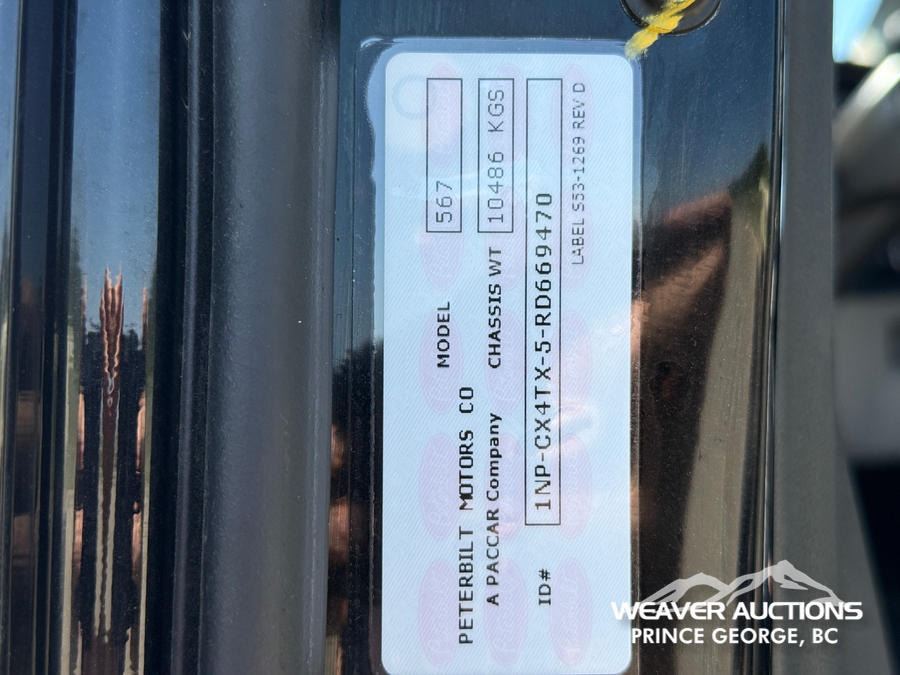 PETERBILT MOTORS CO MODEL 567
A PACCAR Company CHASSIS WT 10486 KGS
ID# 1NP-CX4TX-5-RD669470
LABEL S53-1269 REV D
WEAVER AUCTIONS
PRINCE GEORGE, BC